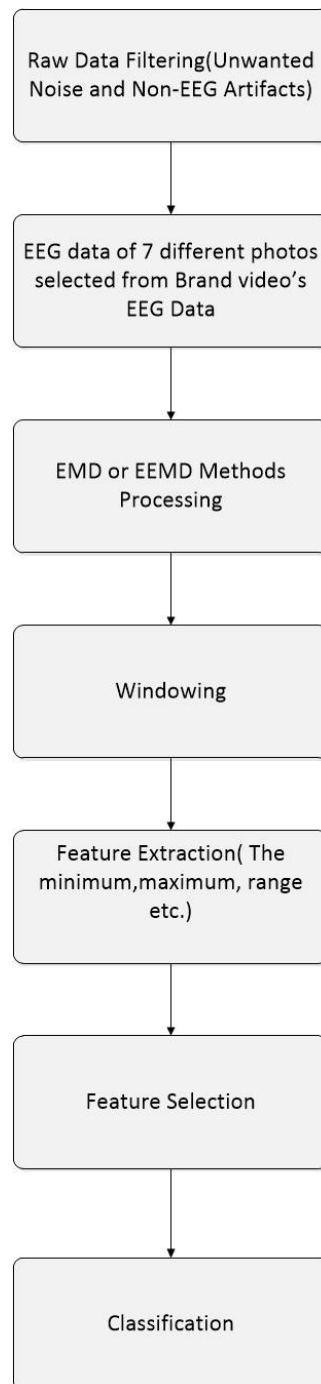 Raw Data Filtering(Unwanted
Noise and Non-EEG Artifacts)
EEG data of 7 different photos
selected from Brand video's
EEG Data
EMD or EEMD Methods
Processing
Windowing
Feature Extraction( The
minimum,maximum, range
etc.)
Feature Selection
Classification